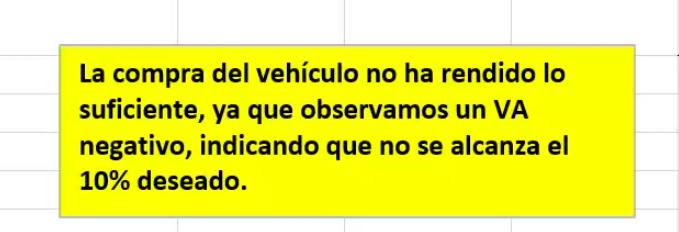 La compra del vehículo no ha rendido lo
suficiente, ya que observamos un VA
negativo, indicando que no se alcanza el
10% deseado.